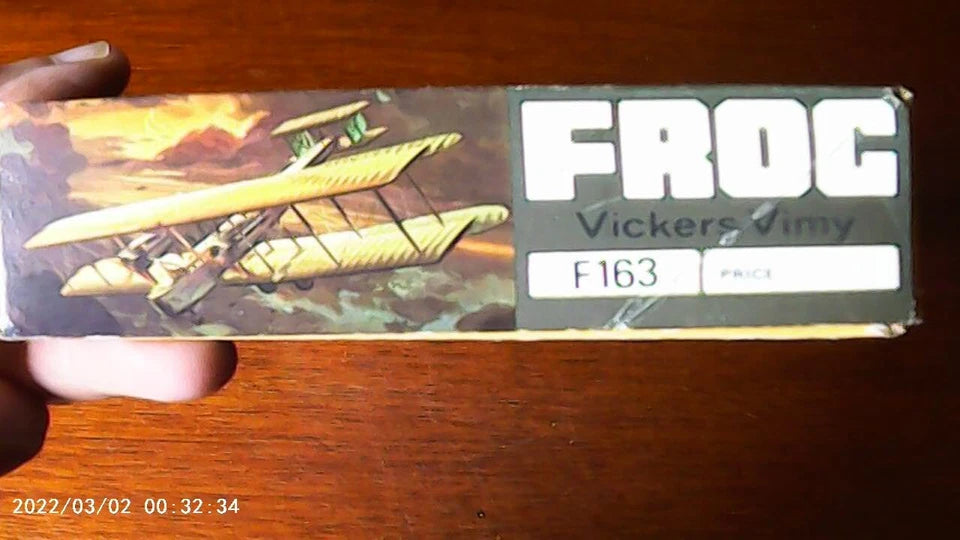 FROG
Vickers Vimy
F163 PRICE
2022/03/02 00:32:34